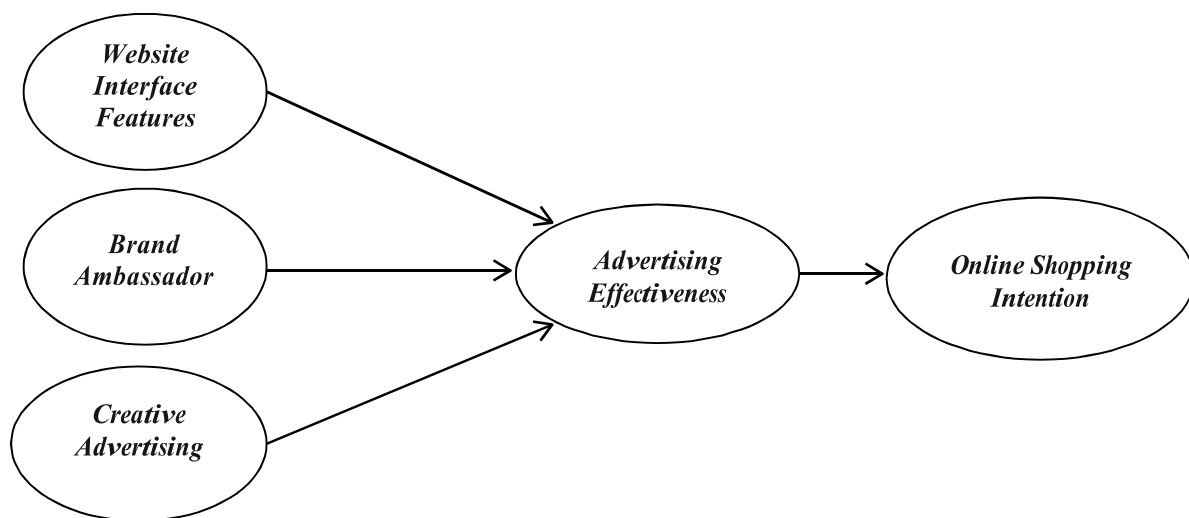 Website
Interface
Features
Brand
Ambassador
Advertising
Effectiveness
Online Shopping
Intention
Creative
Advertising